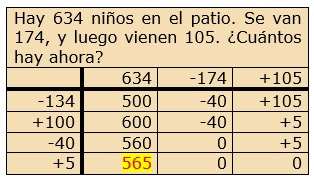 Hay 634 niños en el patio. Se van
174, y luego vienen 105. ¿Cuántos
hay ahora?
634 -174 +105
-134 500 -40 +105
+100 600 -40 +5
-40 560 0 +5
+5 565 0 0